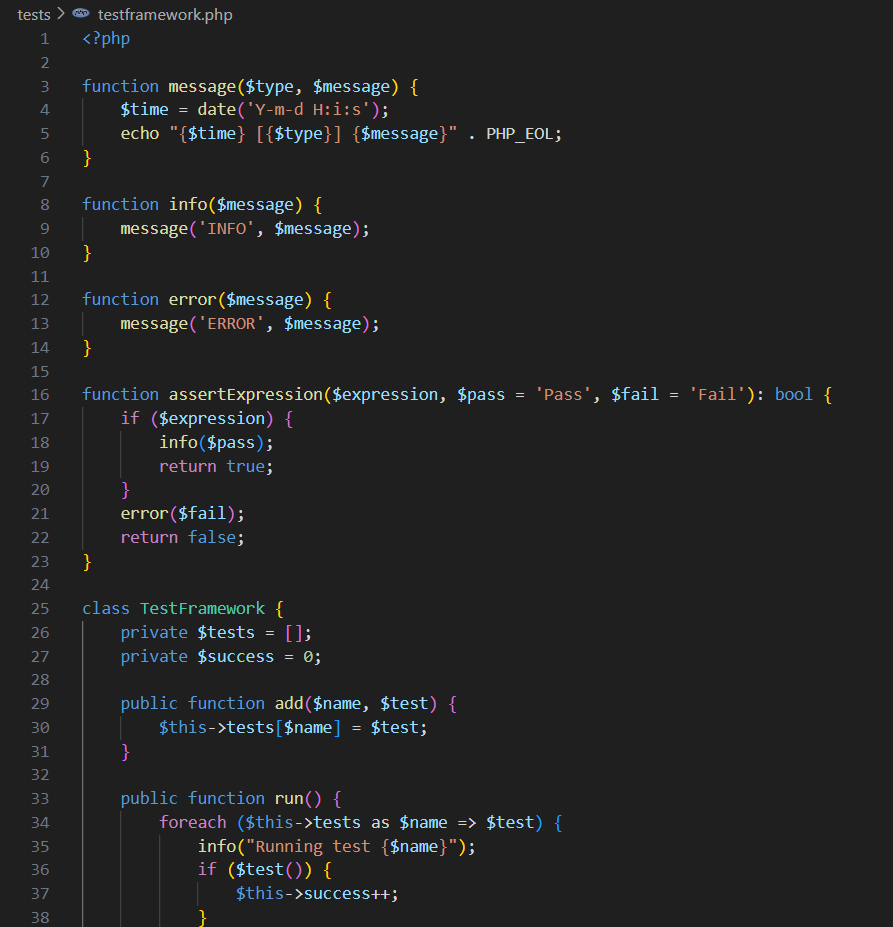 tests > testframework.php
1 <?php
2
3 function message($type, $message) {
4     $time = date('Y-m-d H:i:s');
5     echo "{$time} [{$type}] {$message}" . PHP_EOL;
6 }
7
8 function info($message) {
9     message('INFO', $message);
10 }
11
12 function error($message) {
13     message('ERROR', $message);
14 }
15
16 function assertExpression($expression, $pass = 'Pass', $fail = 'Fail'): bool {
17     if ($expression) {
18         info($pass);
19         return true;
20     }
21     error($fail);
22     return false;
23 }
24
25 class TestFramework {
26     private $tests = [];
27     private $success = 0;
28
29     public function add($name, $test) {
30         $this->tests[$name] = $test;
31     }
32
33     public function run() {
34         foreach ($this->tests as $name => $test) {
35             info("Running test {$name}");
36             if ($test()) {
37                 $this->success++;
38             }